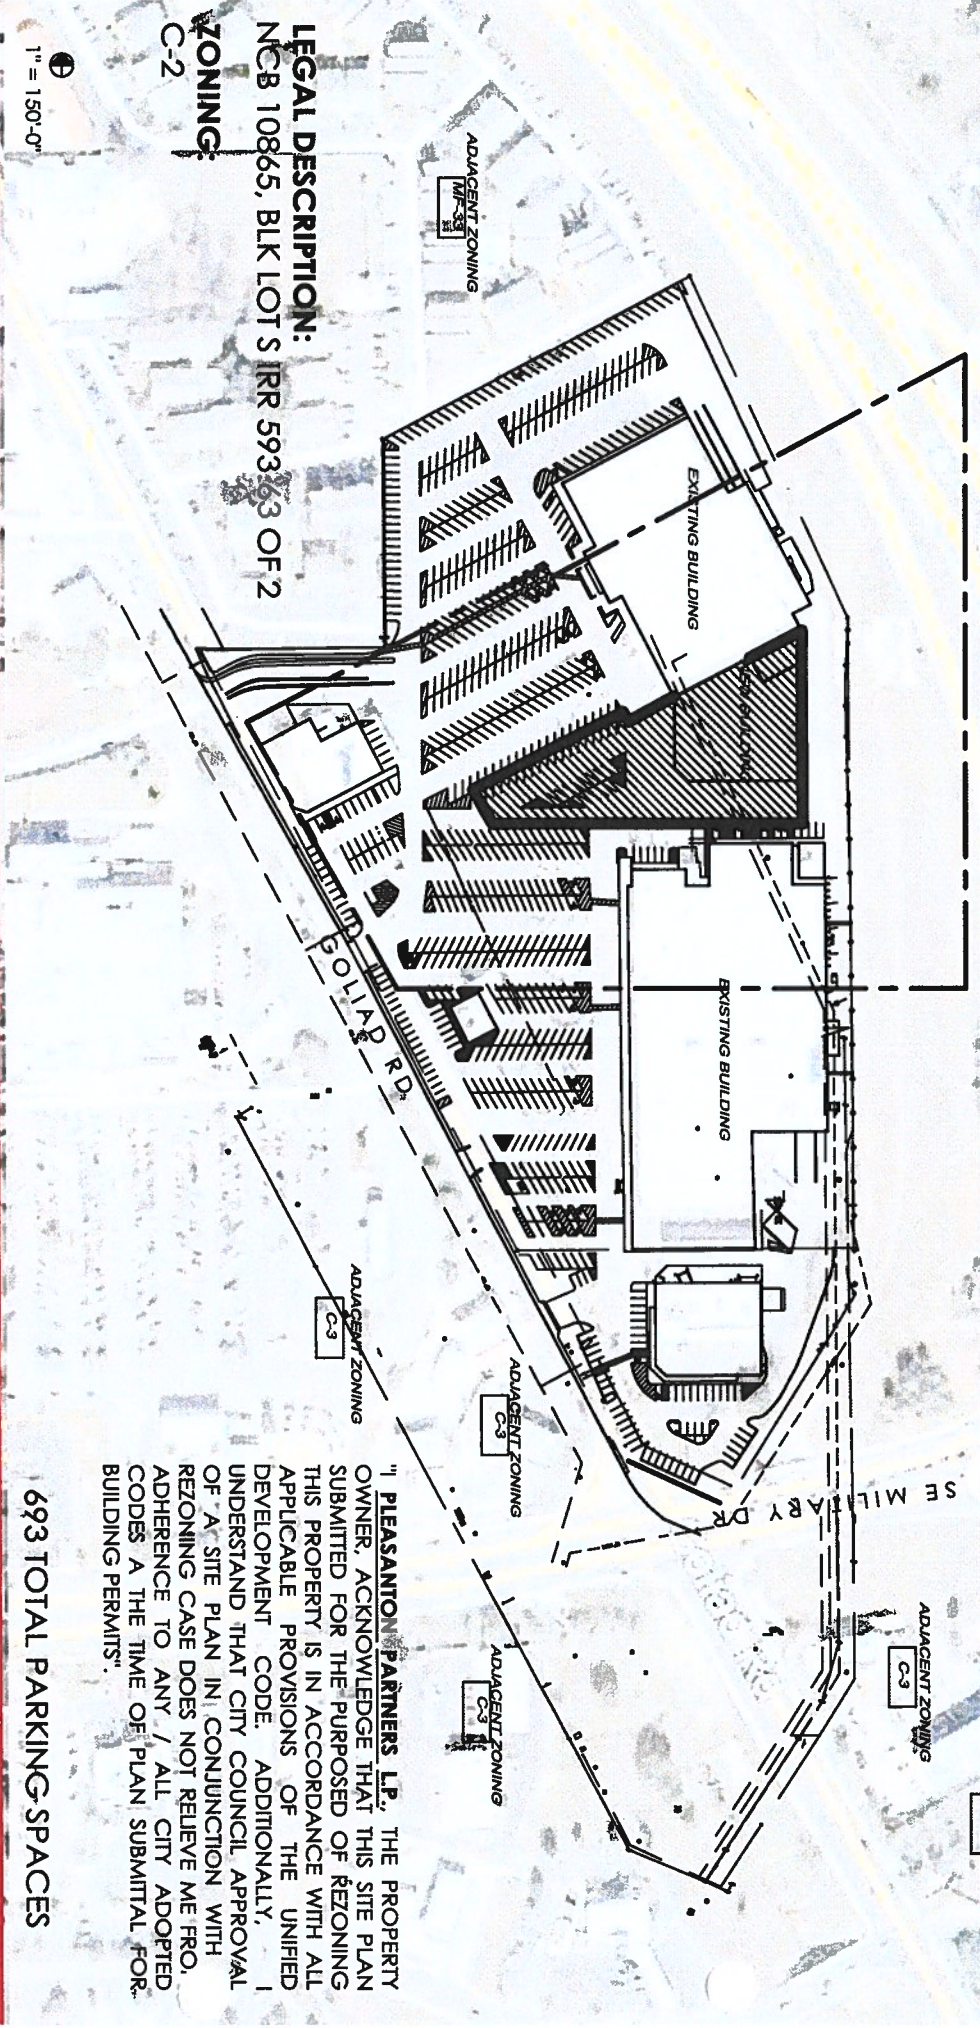 LEGAL DESCRIPTION:
NCB 10865, BLK LOT S IRR 593.63 OF 2
ZONING:
C-2
1" = 150'-0"
ADJACENT ZONING
MF-33
EXISTING BUILDING
EXISTING BUILDING
GOLIAD RD.
SE MILITARY DR
ADJACENT ZONING
C-3
ADJACENT ZONING
C-3
ADJACENT ZONING
C-3
ADJACENT ZONING
C-3
"I PLEASANTON PARTNERS L.P., THE PROPERTY
OWNER, ACKNOWLEDGE THAT THIS SITE PLAN
SUBMITTED FOR THE PURPOSED OF REZONING
THIS PROPERTY IS IN ACCORDANCE WITH ALL
APPLICABLE PROVISIONS OF THE UNIFIED
DEVELOPMENT CODE. ADDITIONALLY, I
UNDERSTAND THAT CITY COUNCIL APPROVAL
OF A SITE PLAN IN CONJUNCTION WITH
REZONING CASE DOES NOT RELIEVE ME FRO.
ADHERENCE TO ANY / ALL CITY ADOPTED
CODES A THE TIME OF PLAN SUBMITTAL FOR
BUILDING PERMITS".
693 TOTAL PARKING SPACES